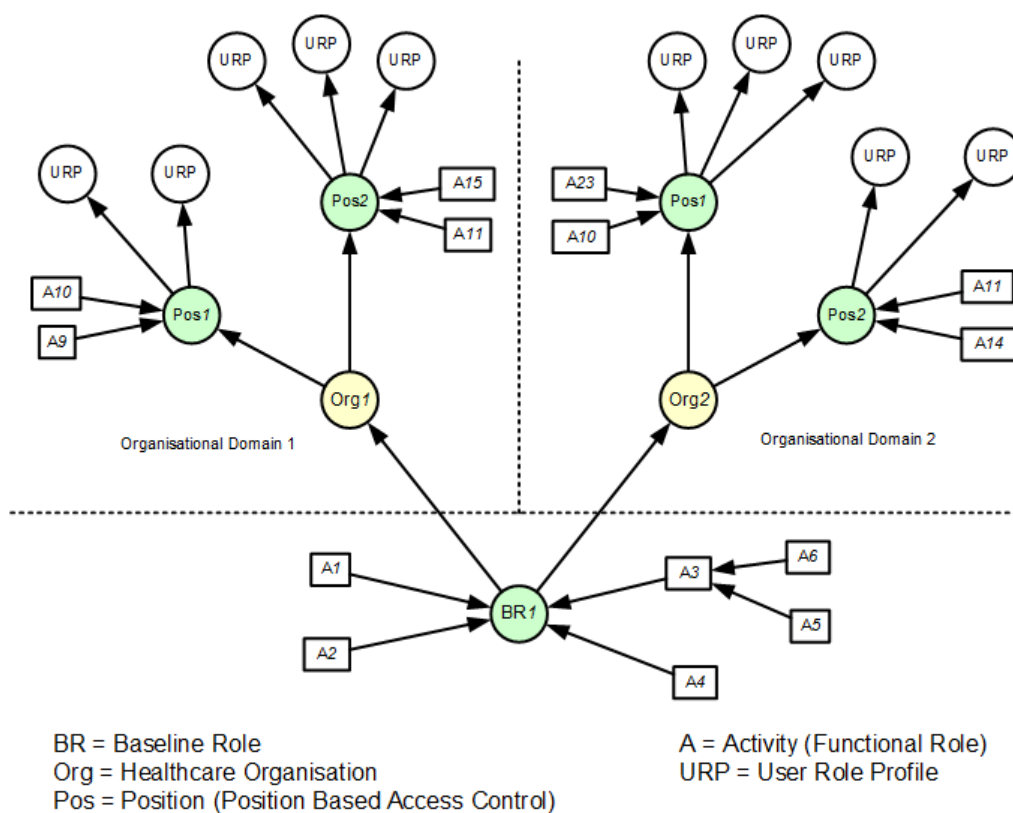 URP
URP
URP
URP
URP
URP
URP
URP
URP
URP
A15
Pos2
A11
A23
Pos1
A10
A10
Pos1
A9
A11
Pos2
A14
Org1
Org2
Organisational Domain 1
Organisational Domain 2
A1
A6
A3
BR1
A5
A2
A4
BR = Baseline Role
Org = Healthcare Organisation
Pos = Position (Position Based Access Control)
A = Activity (Functional Role)
URP = User Role Profile